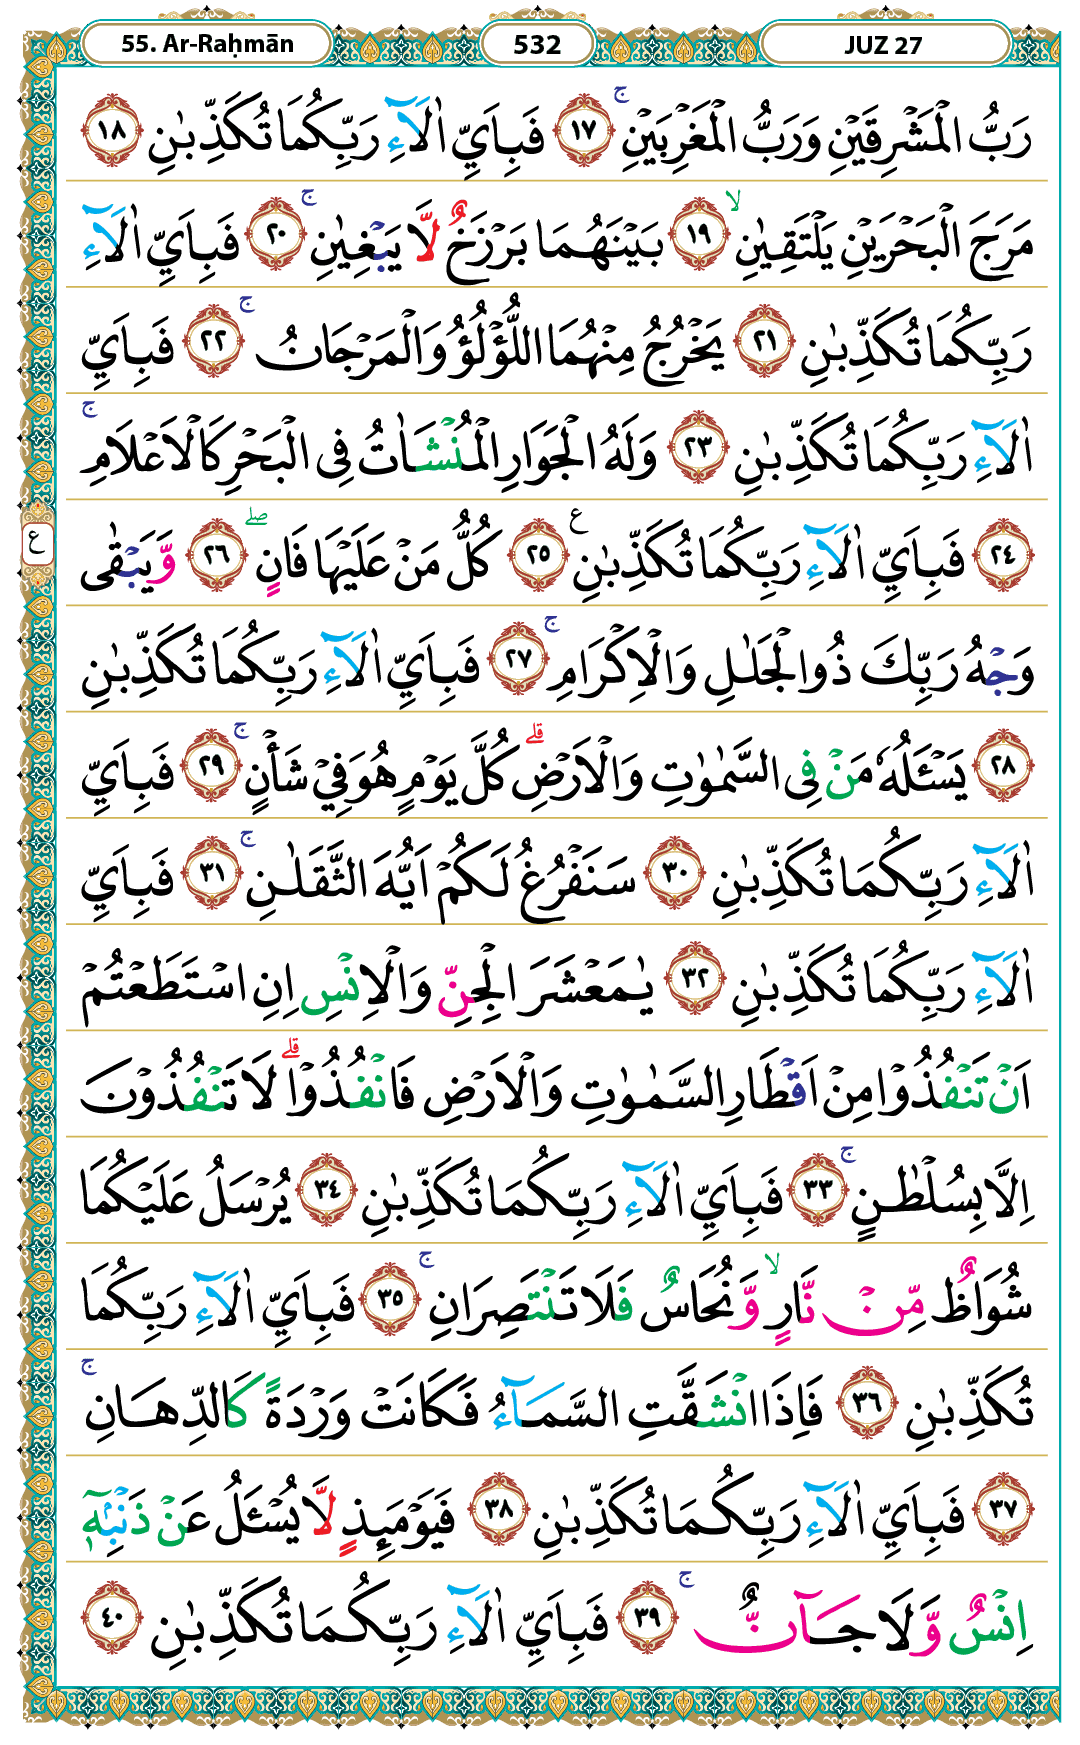 55. Ar-Raḥmān
532
JUZ 27
رَبُّ الْمَشْرِقَيْنِ وَرَبُّ الْمَغْرِبَيْنِۚ ١٧ فَبِاَيِّ اٰلَاۤءِ رَبِّكُمَا تُكَذِّبٰنِ ١٨
مَرَجَ الْبَحْرَيْنِ يَلْتَقِيٰنِۙ ١٩ بَيْنَهُمَا بَرْزَخٌ لَّا يَبْغِيٰنِۚ ٢٠ فَبِاَيِّ اٰلَاۤءِ
رَبِّكُمَا تُكَذِّبٰنِ ٢١ يَخْرُجُ مِنْهُمَا اللُّؤْلُؤُ وَالْمَرْجَانُۚ ٢٢ فَبِاَيِّ
اٰلَاۤءِ رَبِّكُمَا تُكَذِّبٰنِ ٢٣ وَلَهُ الْجَوَارِ الْمُنْشَاٰتُ فِى الْبَحْرِ كَالْاَعْلَامِۚ
٢٤ فَبِاَيِّ اٰلَاۤءِ رَبِّكُمَا تُكَذِّبٰنِ ع ٢٥ كُلُّ مَنْ عَلَيْهَا فَانٍۖ ٢٦ وَّيَبْقٰى
ع
وَجْهُ رَبِّكَ ذُو الْجَلٰلِ وَالْاِكْرَامِۚ ٢٧ فَبِاَيِّ اٰلَاۤءِ رَبِّكُمَا تُكَذِّبٰنِ
٢٨ يَسْـَٔلُهٗ مَنْ فِى السَّمٰوٰتِ وَالْاَرْضِۗ كُلَّ يَوْمٍ هُوَ فِيْ شَأْنٍۚ ٢٩ فَبِاَيِّ
اٰلَاۤءِ رَبِّكُمَا تُكَذِّبٰنِ ٣٠ سَنَفْرُغُ لَكُمْ اَيُّهَ الثَّقَلٰنِۚ ٣١ فَبِاَيِّ
اٰلَاۤءِ رَبِّكُمَا تُكَذِّبٰنِ ٣٢ يٰمَعْشَرَ الْجِنِّ وَالْاِنْسِ اِنِ اسْتَطَعْتُمْ
اَنْ تَنْفُذُوْا مِنْ اَقْطَارِ السَّمٰوٰتِ وَالْاَرْضِ فَانْفُذُوْاۗ لَا تَنْفُذُوْنَ
اِلَّا بِسُلْطٰنٍۚ ٣٣ فَبِاَيِّ اٰلَاۤءِ رَبِّكُمَا تُكَذِّبٰنِ ٣٤ يُرْسَلُ عَلَيْكُمَا
شُوَاظٌ مِّنْ نَّارٍۙ وَّنُحَاسٌ فَلَا تَنْتَصِرَانِۚ ٣٥ فَبِاَيِّ اٰلَاۤءِ رَبِّكُمَا
تُكَذِّبٰنِ ٣٦ فَاِذَا انْشَقَّتِ السَّمَاۤءُ فَكَانَتْ وَرْدَةً كَالدِّهَانِۚ
٣٧ فَبِاَيِّ اٰلَاۤءِ رَبِّكُمَا تُكَذِّبٰنِ ٣٨ فَيَوْمَىِٕذٍ لَّا يُسْـَٔلُ عَنْ ذَنْۢبِهٖٓ
اِنْسٌ وَّلَا جَاۤنٌّۚ ٣٩ فَبِاَيِّ اٰلَاۤءِ رَبِّكُمَا تُكَذِّبٰنِ ٤٠